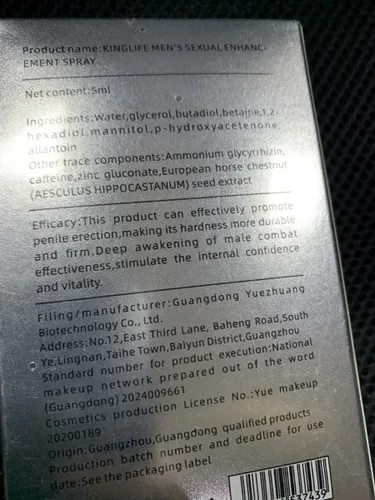 Product name:KINGLIFE MEN'S SEXUAL ENHANC-
EMENT SPRAY
Net content:5ml
Ingredients:Water,glycerol,butadiol,betaine,1,2-
hexadiol,mannitol,p-hydroxyacetenone,
allantoin
Other trace components:Ammonium glycyrrhizin,
caffeine,zinc gluconate,European horse chestnut
(AESCULUS HIPPOCASTANUM) seed extract
Efficacy:This product can effectively promote
penile erection,making its hardness more durable
and firm.Deep awakening of male combat
effectiveness,stimulate the internal confidence
and vitality.
Filing/manufacturer:Guangdong Yuezhuang
Biotechnology Co., Ltd.
Address:No.12,East Third Lane, Baheng Road,South
Ye,Lingnan,Taihe Town,Baiyun District,Guangzhou
Standard number for product execution:National
makeup network prepared out of the word
(Guangdong) 2024009661
Cosmetics production License No.:Yue makeup
20200189
Origin:Guangzhou,Guangdong qualified products
Production batch number and deadline for use
date:See the packaging label